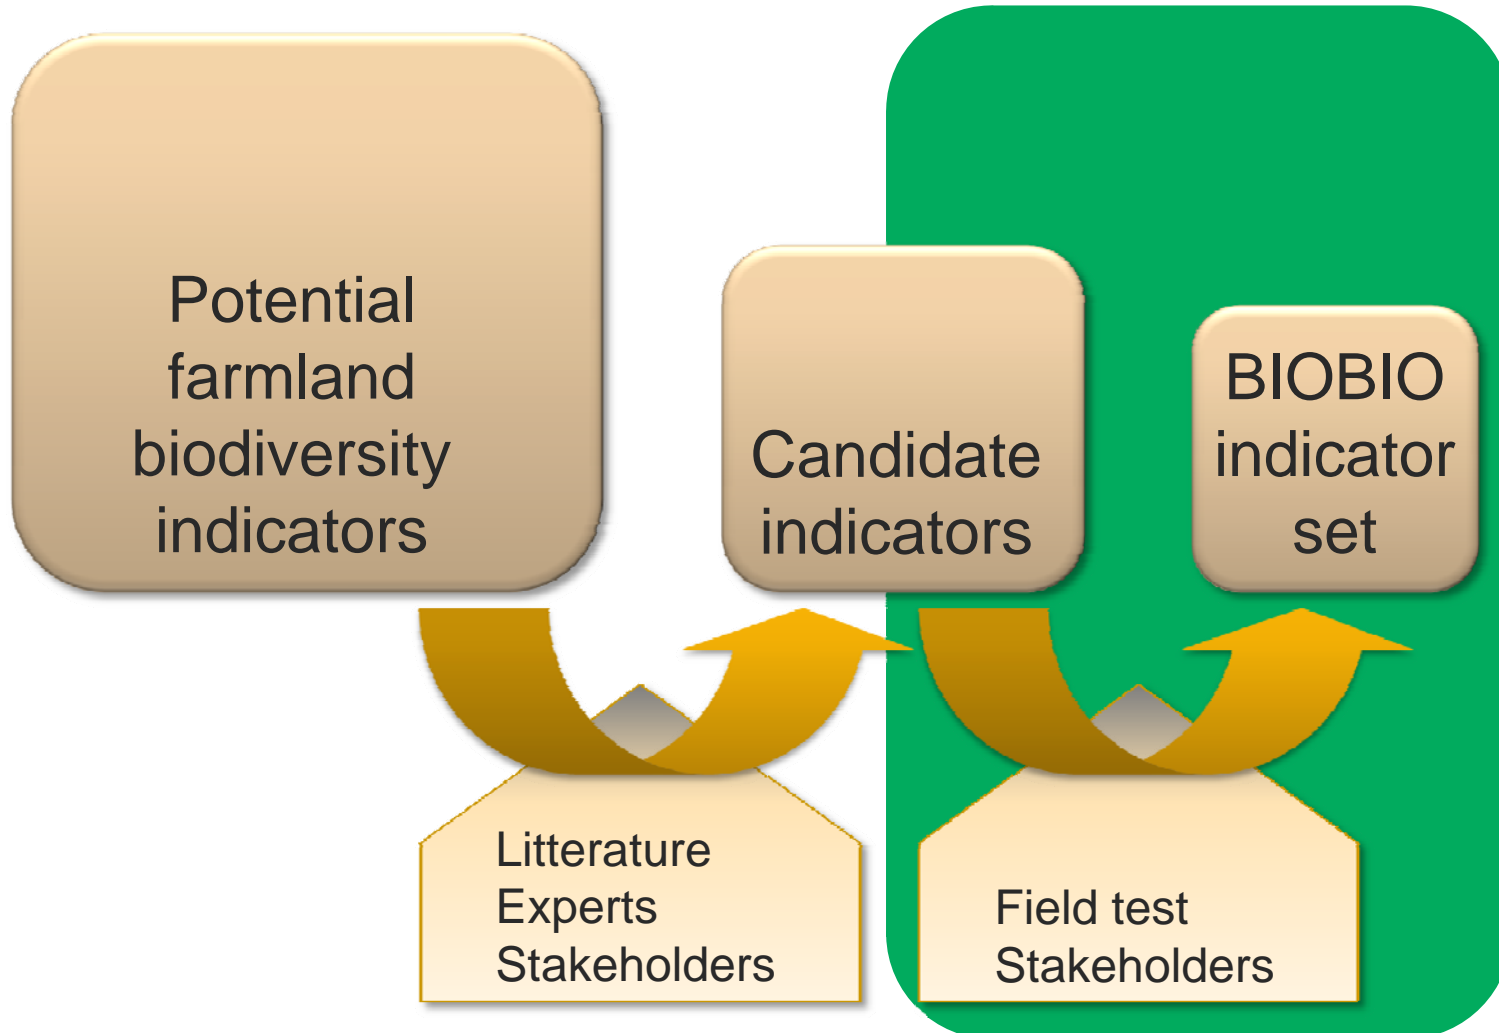 Potential
farmland
biodiversity
indicators
Candidate
indicators
BIOBIO
indicator
set
Litterature
Experts
Stakeholders
Field test
Stakeholders